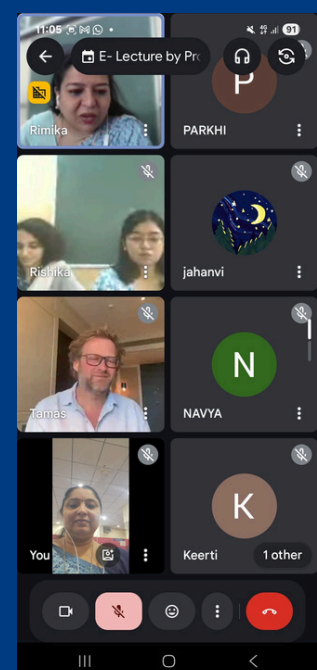 11:05
91
E- Lecture by Pro
P
Rimika
PARKHI
Rishika
jahanvi
N
Tamas
NAVYA
K
You
Keerti
1 other